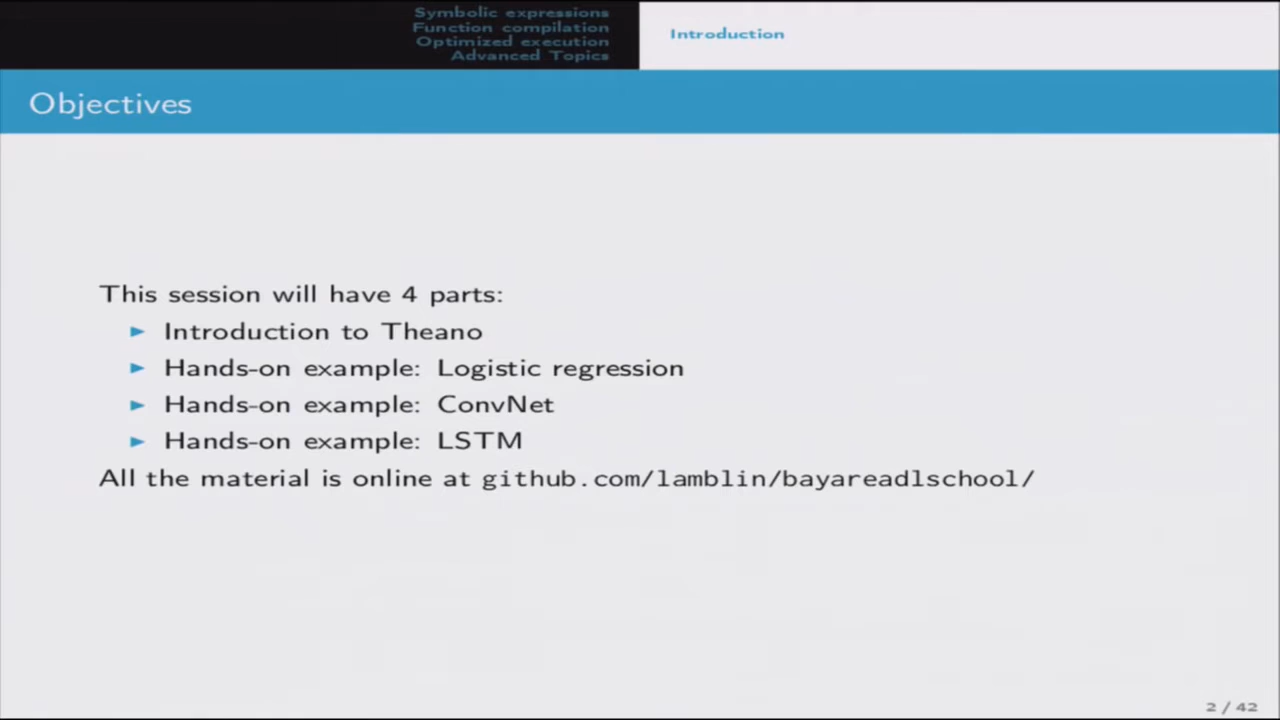 Symbolic expressions
Function compilation
Optimized execution
Advanced Topics
Introduction
Objectives
This session will have 4 parts:
Introduction to Theano
Hands-on example: Logistic regression
Hands-on example: ConvNet
Hands-on example: LSTM
All the material is online at github.com/lamblin/bayareadlschool/
2 / 42